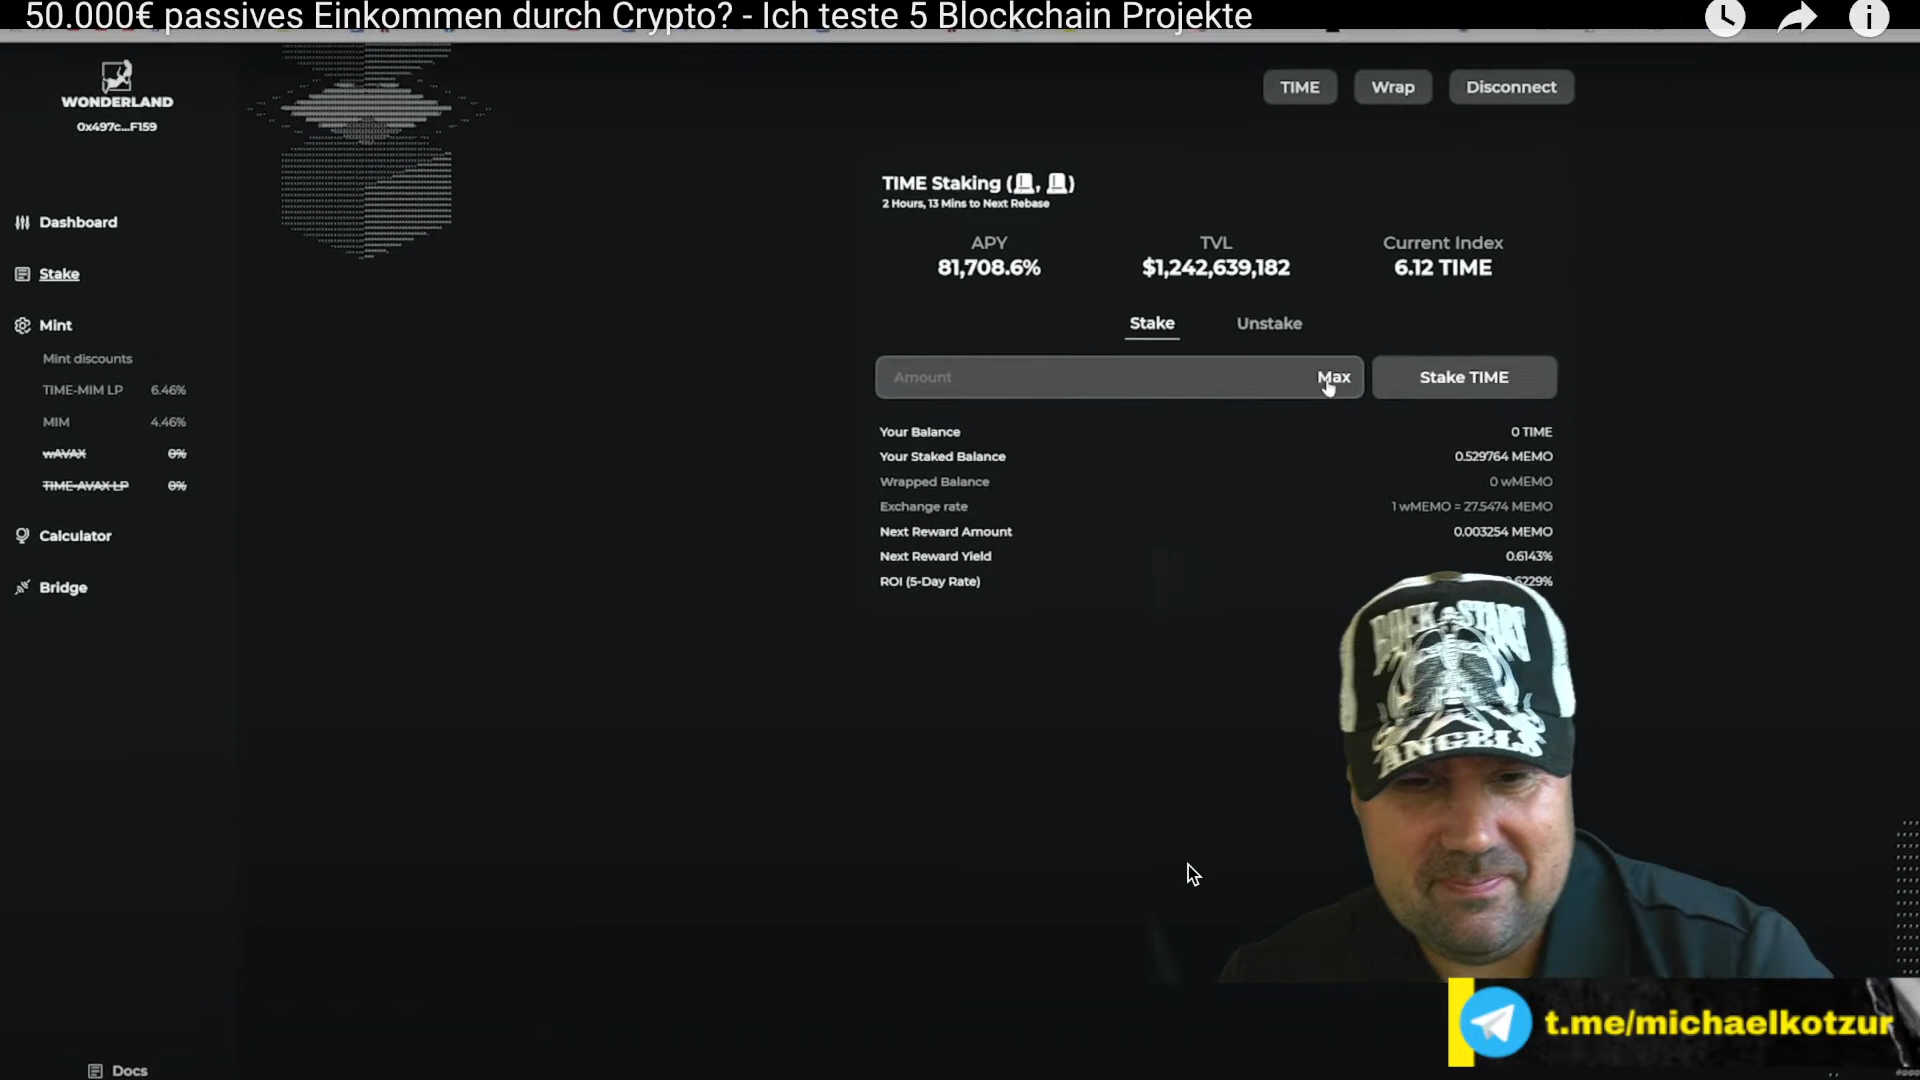 50.000€ passives Einkommen durch Crypto? - Ich teste 5 Blockchain Projekte
WONDERLAND
0x497c...F159
TIME
Wrap
Disconnect
Dashboard
Stake
Mint
Mint discounts
TIME-MIM LP 6.46%
MIM 4.46%
wAVAX 0%
TIME-AVAX LP 0%
Calculator
Bridge
Docs
TIME Staking (
2 Hours, 13 Mins to Next Rebase
APY
81,708.6%
TVL
$1,242,639,182
Current Index
6.12 TIME
Stake
Unstake
Amount
Max
Stake TIME
Your Balance 0 TIME
Your Staked Balance 0.529764 MEMO
Wrapped Balance 0 wMEMO
Exchange rate 1 wMEMO = 27.5474 MEMO
Next Reward Amount 0.003254 MEMO
Next Reward Yield 0.6143%
ROI (5-Day Rate) 6229%
ROCK START
ANGELS
t.me/michaelkotzur